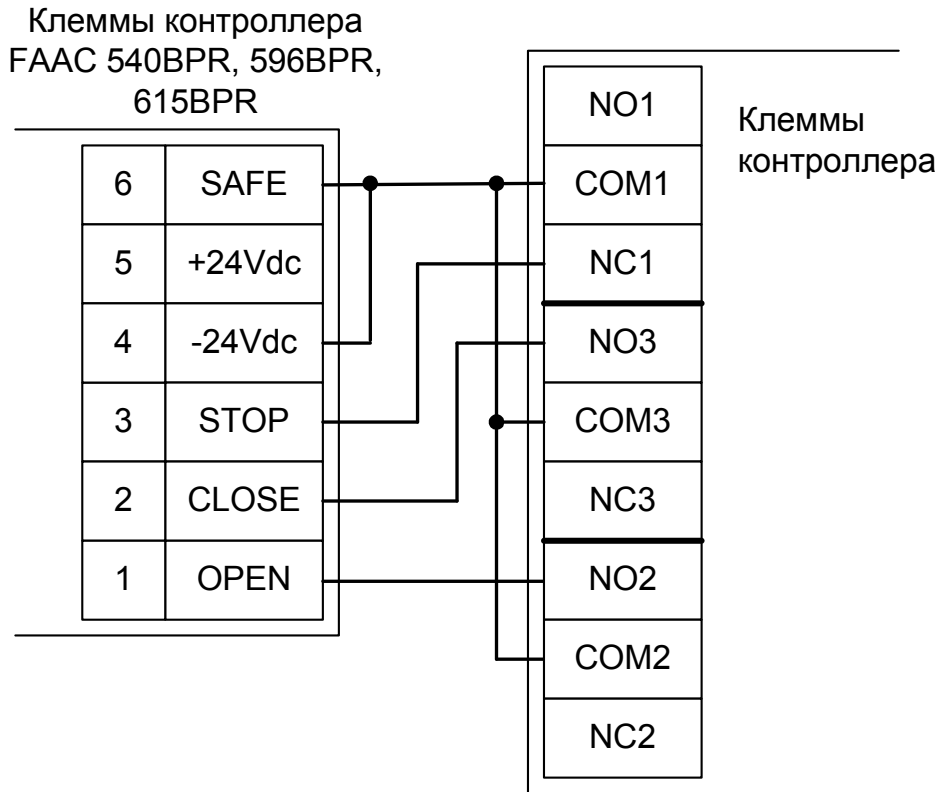 Клеммы контроллера
FAAC 540BPR, 596BPR,
615BPR
6 SAFE
5 +24Vdc
4 -24Vdc
3 STOP
2 CLOSE
1 OPEN
NO1
COM1
NC1
NO3
COM3
NC3
NO2
COM2
NC2
Клеммы
контроллера